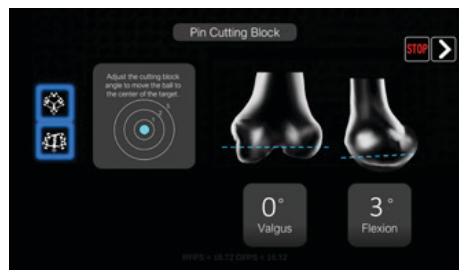 Pin Cutting Block
STOP
Adjust the cutting block
angle to move the ball to
the center of the target.
0°
Valgus
3°
Flexion